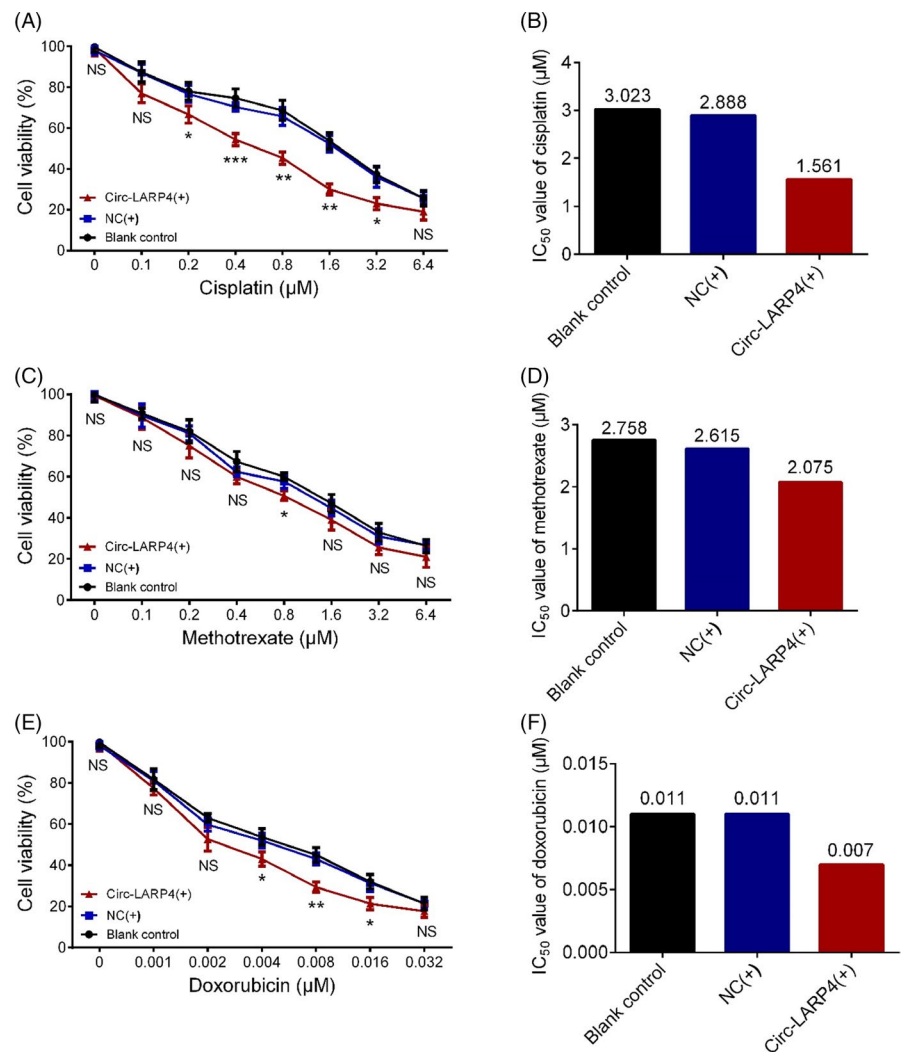 (A)
Cell viability (%)
100
80
60
40
20
0
NS
NS
*
***
**
**
*
NS
Circ-LARP4(+)
NC(+)
Blank control
0 0.1 0.2 0.4 0.8 1.6 3.2 6.4
Cisplatin (µM)
(B)
IC50 value of cisplatin (µM)
4
3
2
1
0
3.023
2.888
1.561
Blank control
NC(+)
Circ-LARP4(+)
(C)
Cell viability (%)
100
80
60
40
20
0
NS
NS
NS
NS
*
NS
NS
NS
Circ-LARP4(+)
NC(+)
Blank control
0 0.1 0.2 0.4 0.8 1.6 3.2 6.4
Methotrexate (µM)
(D)
IC50 value of methotrexate (µM)
3
2
1
0
2.758
2.615
2.075
Blank control
NC(+)
Circ-LARP4(+)
(E)
Cell viability (%)
100
80
60
40
20
0
NS
NS
NS
*
**
*
NS
Circ-LARP4(+)
NC(+)
Blank control
0 0.001 0.002 0.004 0.008 0.016 0.032
Doxorubicin (µM)
(F)
IC50 value of doxorubicin (µM)
0.015
0.010
0.005
0.000
0.011
0.011
0.007
Blank control
NC(+)
Circ-LARP4(+)